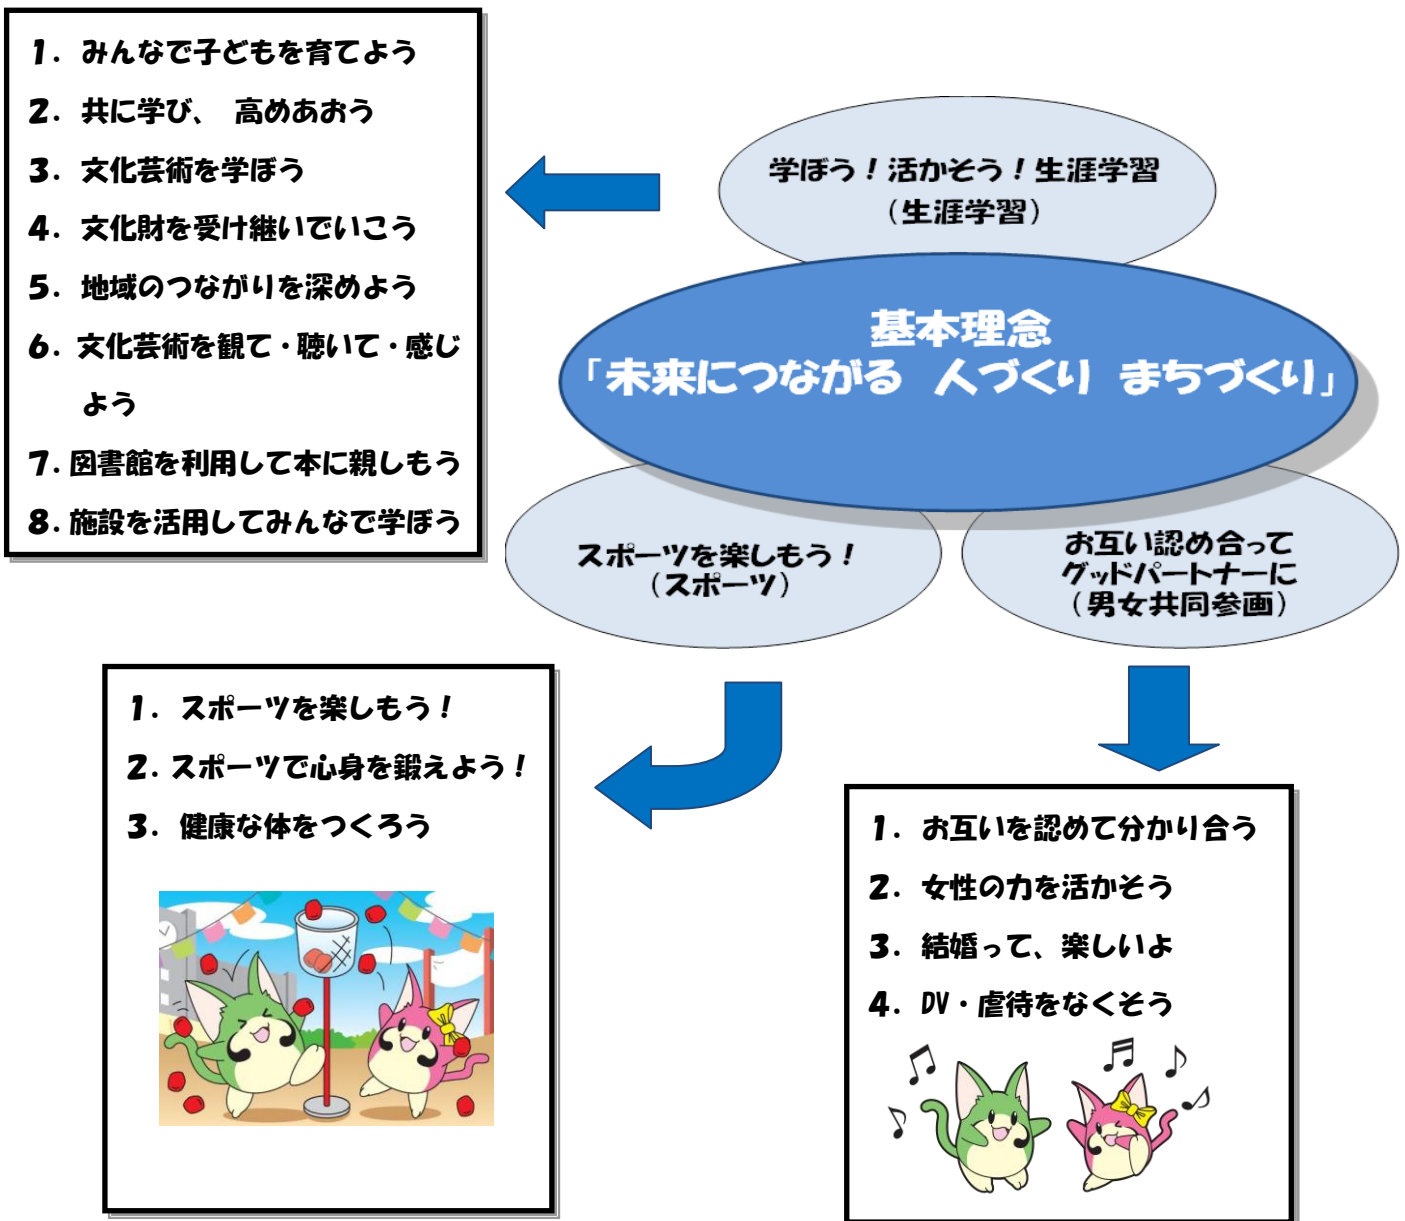 1. みんなで子どもを育てよう
2. 共に学び、 高めあおう
3. 文化芸術を学ぼう
4. 文化財を受け継いでいこう
5. 地域のつながりを深めよう
6. 文化芸術を観て・聴いて・感じ
よう
7. 図書館を利用して本に親しもう
8. 施設を活用してみんなで学ぼう
学ぼう！活かそう！生涯学習
（生涯学習）
基本理念
「未来につながる 人づくり まちづくり」
スポーツを楽しもう！
（スポーツ）
お互い認め合って
グッドパートナーに
（男女共同参画）
1. スポーツを楽しもう！
2. スポーツで心身を鍛えよう！
3. 健康な体をつくろう
1. お互いを認めて分かり合う
2. 女性の力を活かそう
3. 結婚って、楽しいよ
4. DV・虐待をなくそう